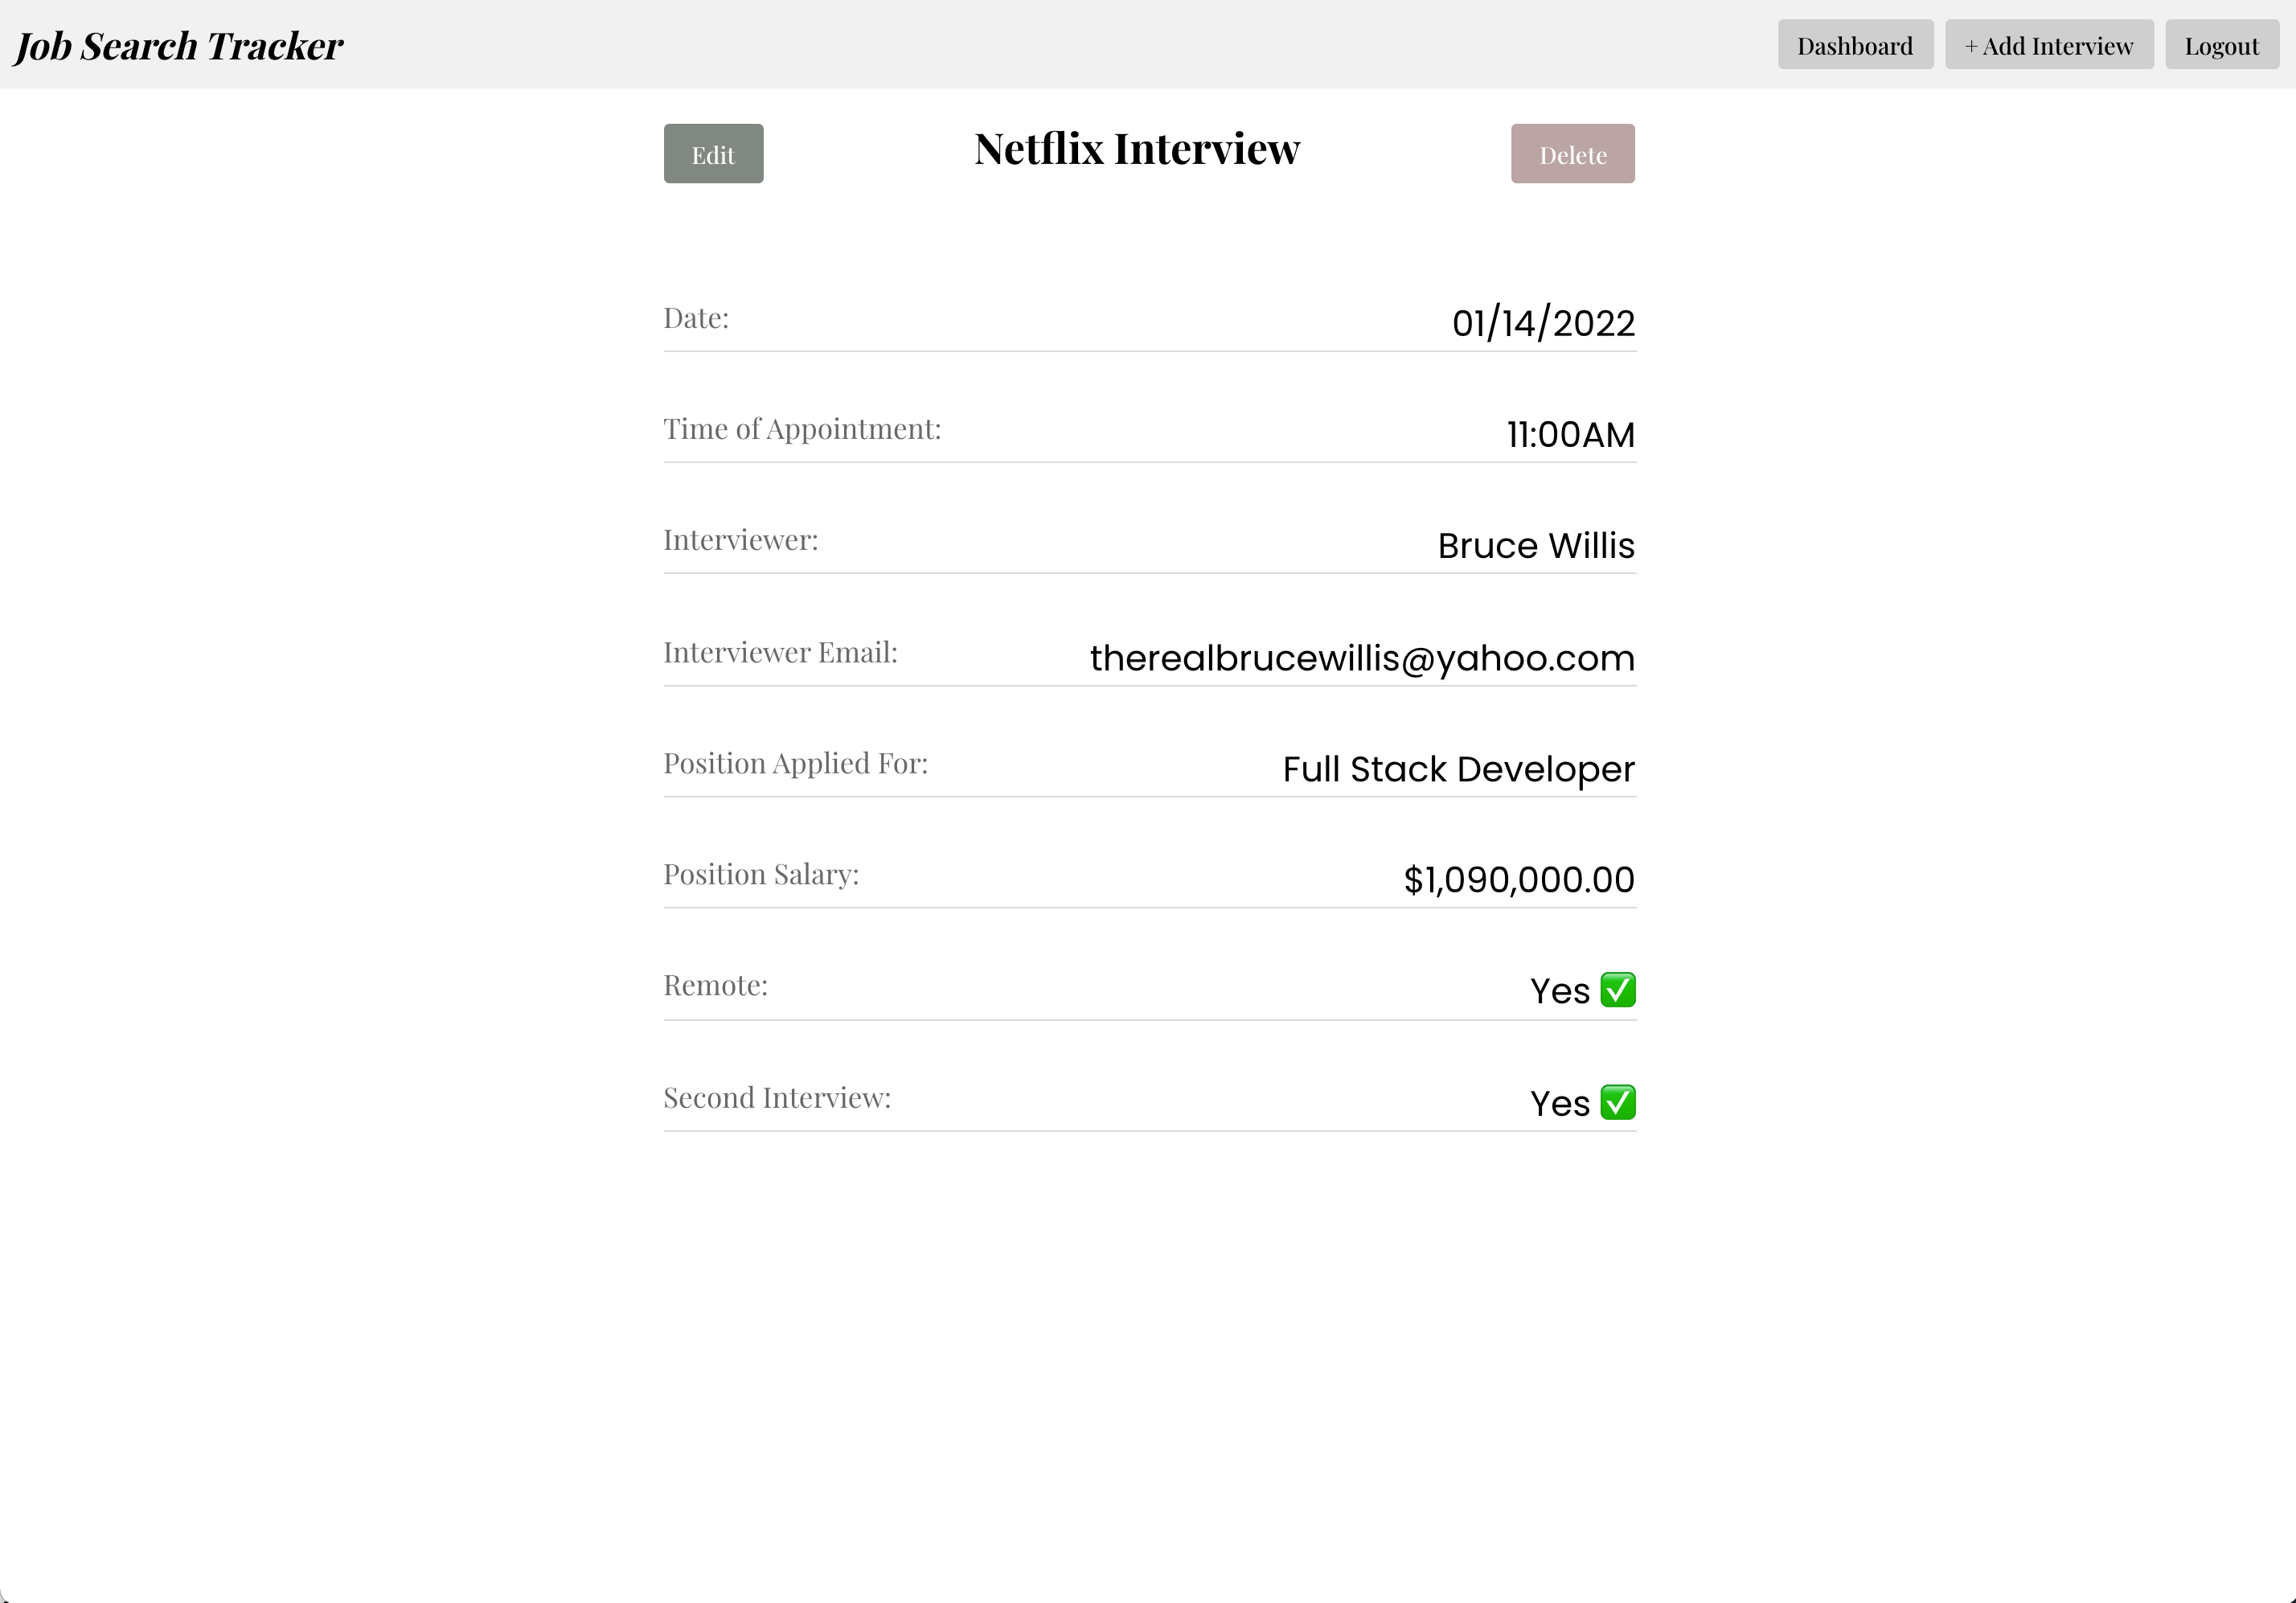 Job Search Tracker
Dashboard
+ Add Interview
Logout
Edit
Netflix Interview
Delete
Date: 01/14/2022
Time of Appointment: 11:00AM
Interviewer: Bruce Willis
Interviewer Email: therealbrucewillis@yahoo.com
Position Applied For: Full Stack Developer
Position Salary: $1,090,000.00
Remote: Yes ✅
Second Interview: Yes ✅